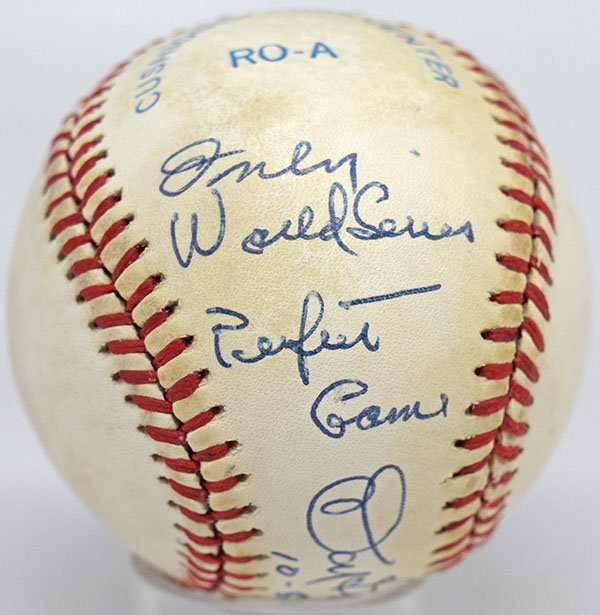 RO-A
Only
World Series
Perfect
Game